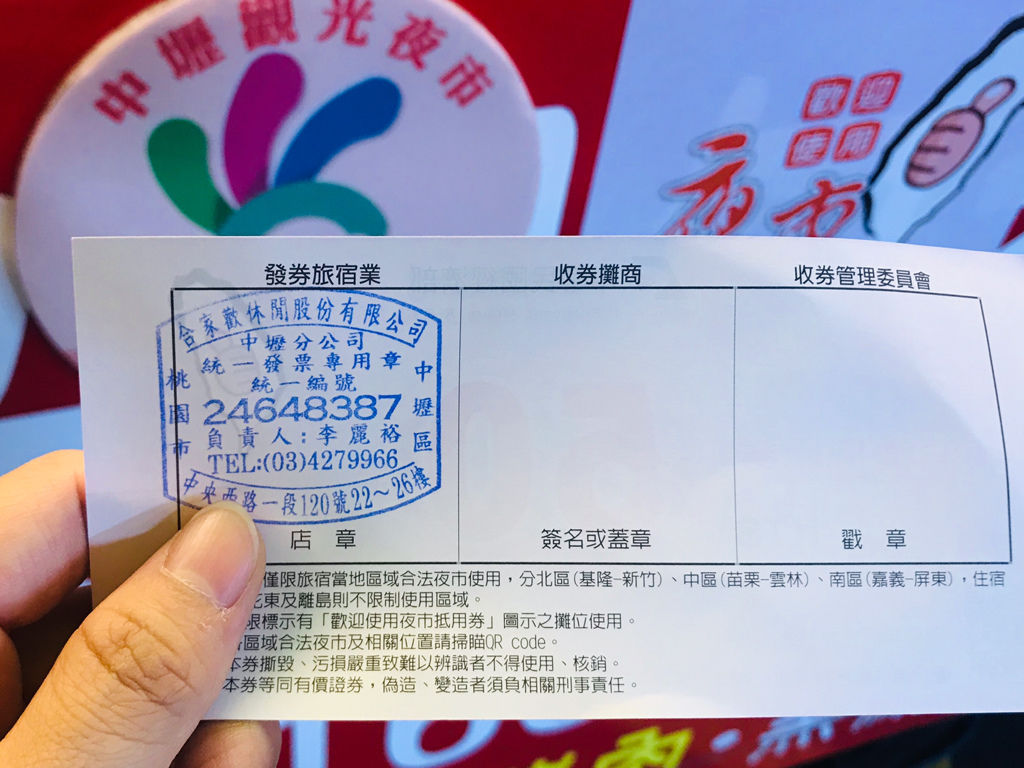 中壢觀光夜市
歡迎
使用
夜市
發券旅宿業
收券攤商
收券管理委員會
合家歡休閒股份有限公司
中壢分公司
統一發票專用章
統一編號
24648387
負責人:李麗裕
TEL:(03)4279966
桃園市
中壢區
中央西路一段120號22~26樓
店 章
簽名或蓋章
戳 章
僅限旅宿當地區域合法夜市使用，分北區(基隆-新竹)、中區(苗栗-雲林)、南區(嘉義-屏東)，住宿
花東及離島則不限制使用區域。
限標示有「歡迎使用夜市抵用券」圖示之攤位使用。
各區域合法夜市及相關位置請掃瞄QR code。
本券撕毀、污損嚴重致難以辨識者不得使用、核銷。
本券等同有價證券，偽造、變造者須負相關刑事責任。